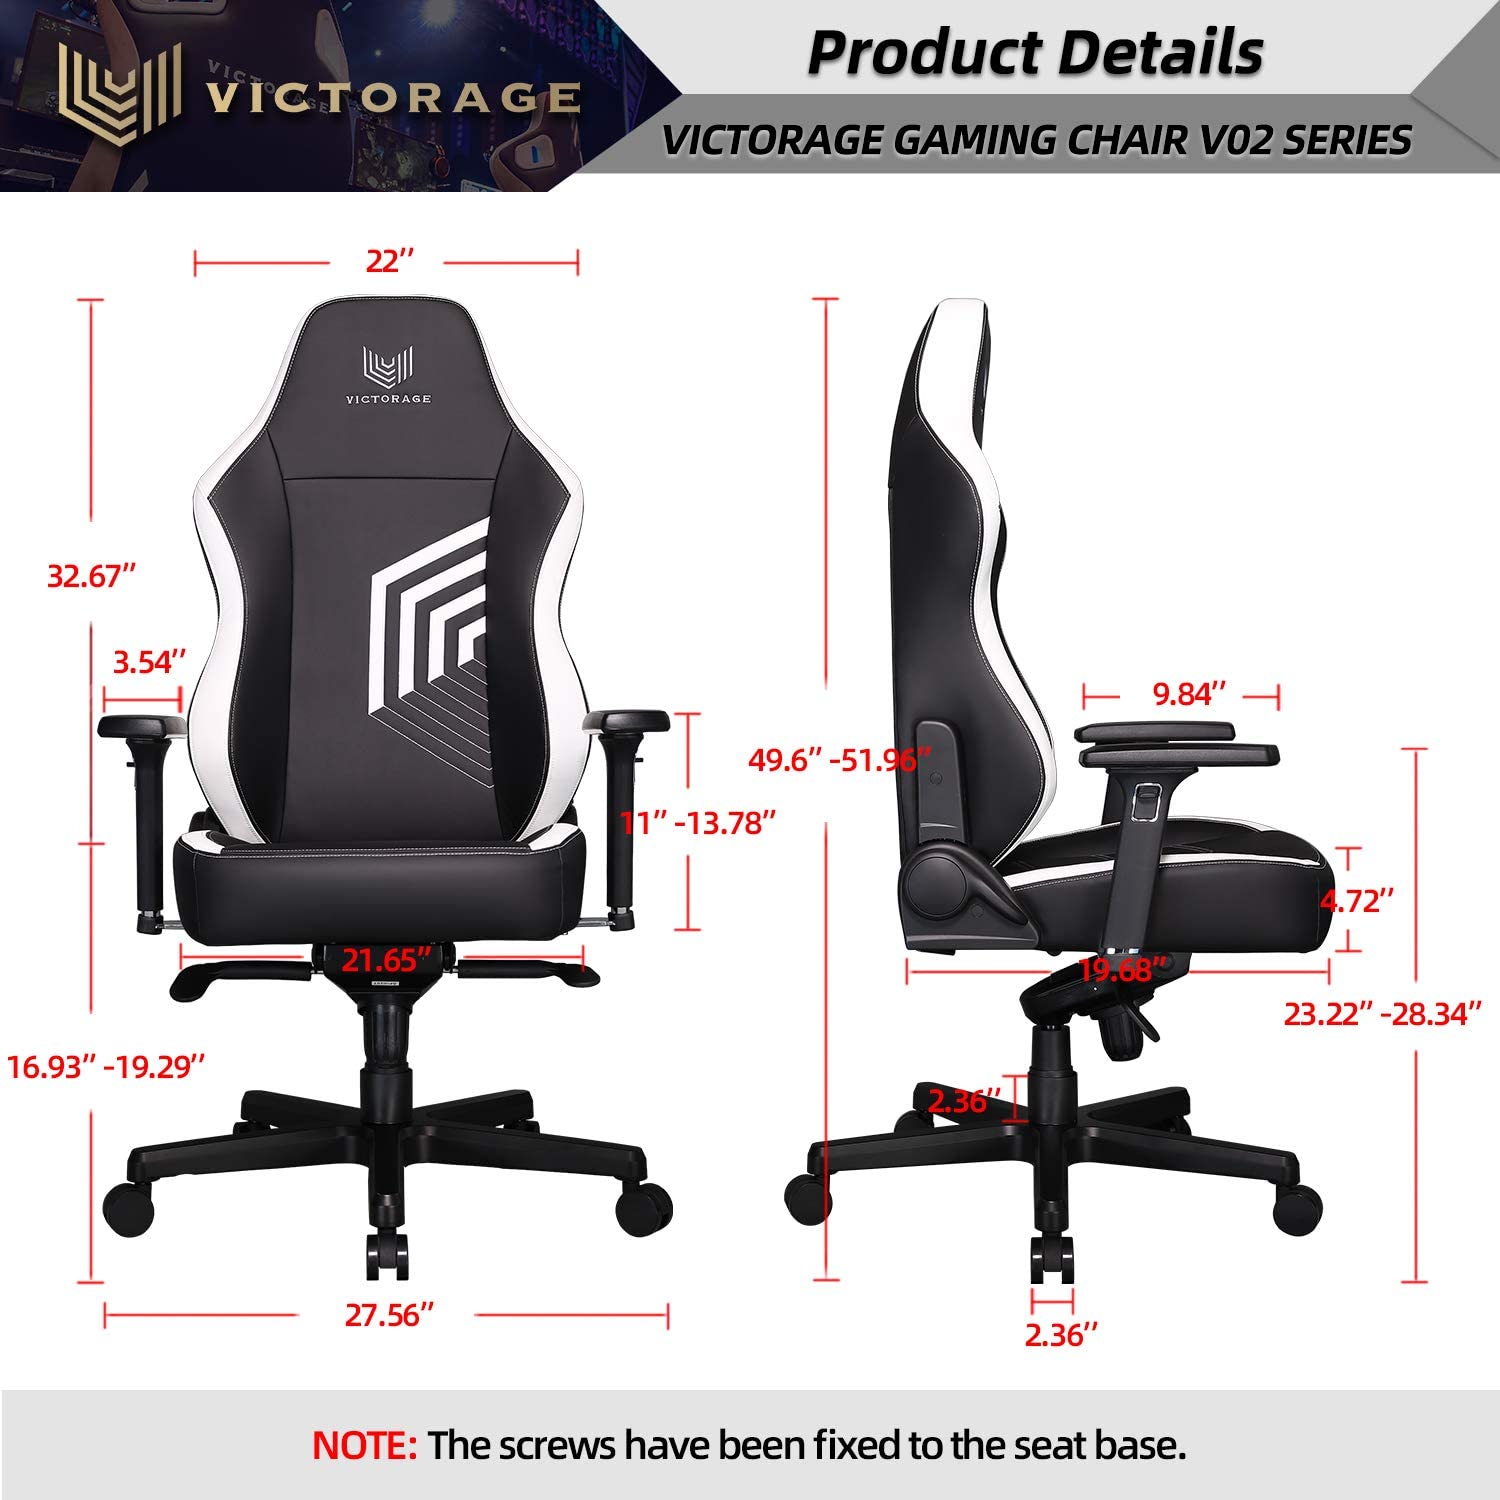 VICTORAGE
VICTORAGE
Product Details
VICTORAGE GAMING CHAIR V02 SERIES
22’’
VICTORAGE
32.67’’
3.54’’
9.84’’
49.6’’ -51.96’’
11’’ -13.78’’
4.72’’
21.65’’
19.68’’
23.22’’ -28.34’’
16.93’’ -19.29’’
2.36’’
27.56’’
2.36’’
NOTE: The screws have been fixed to the seat base.